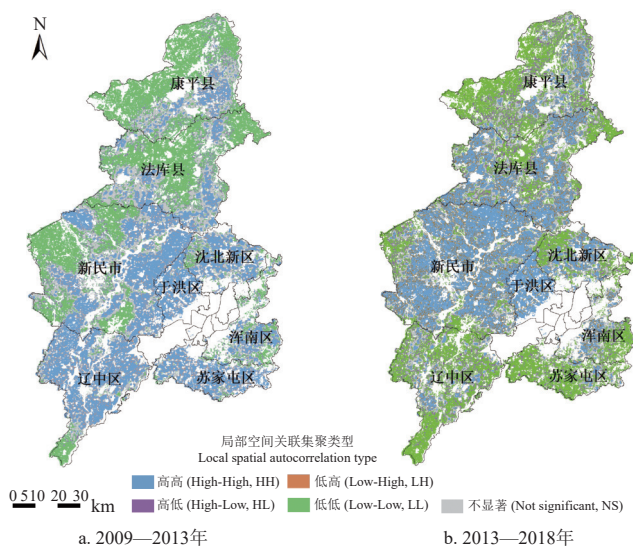 N
康平县
法库县
新民市
沈北新区
于洪区
浑南区
辽中区
苏家屯区
康平县
法库县
新民市
沈北新区
于洪区
浑南区
辽中区
苏家屯区
局部空间关联集聚类型
Local spatial autocorrelation type
高高 (High-High, HH) 低高 (Low-High, LH)
高低 (High-Low, HL) 低低 (Low-Low, LL) 不显著 (Not significant, NS)
0 510 20 30 km
a. 2009—2013年 b. 2013—2018年